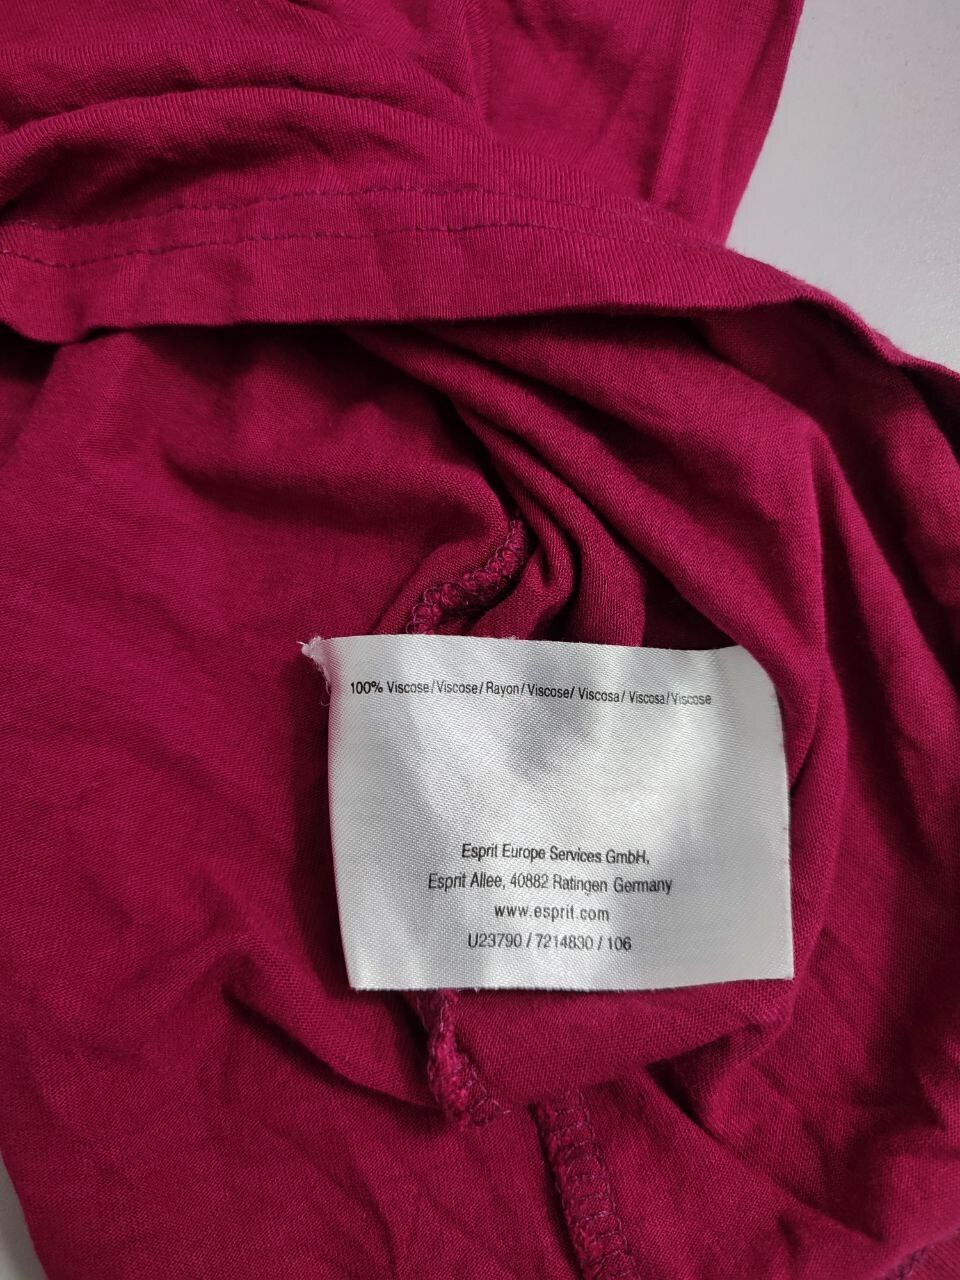 100% Viscose/Viscose/Rayon/Viscose/Viscosa/Viscosa/Viscose
Esprit Europe Services GmbH,
Esprit Allee, 40882 Ratingen Germany
www.esprit.com
U23790 / 7214830 / 106